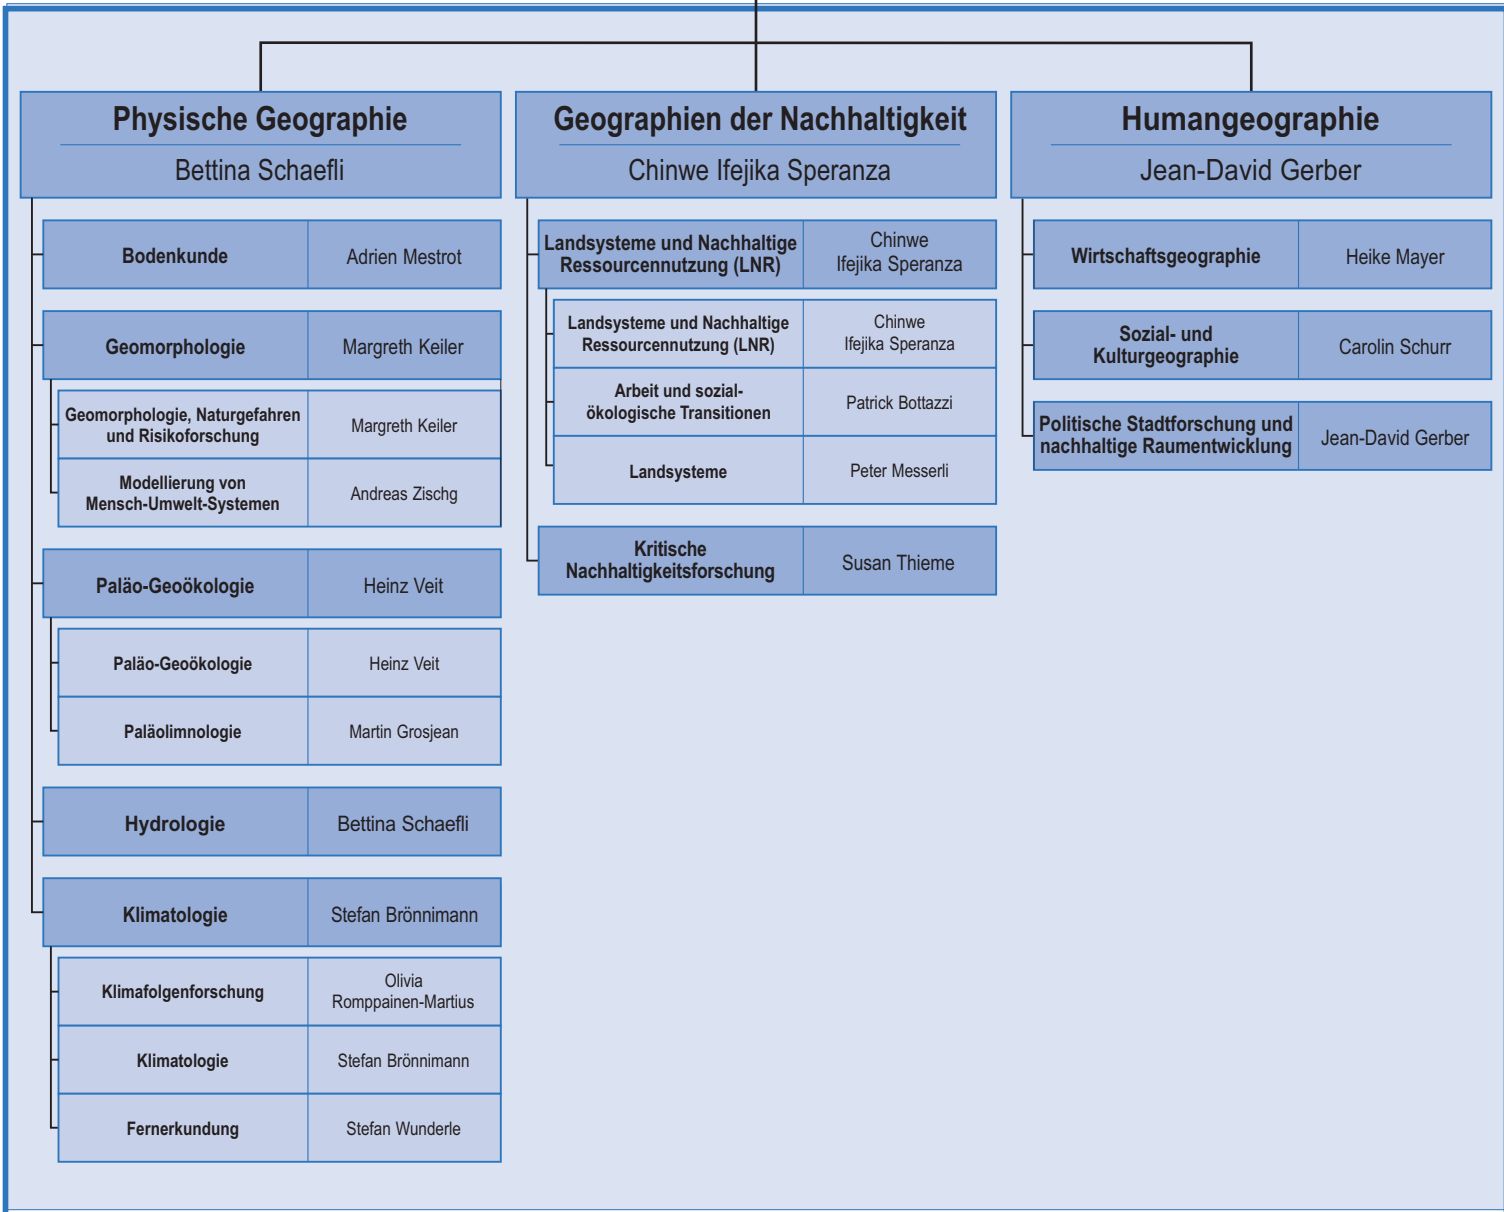 Physische Geographie
Bettina Schaefli
Bodenkunde
Adrien Mestrot
Geomorphologie
Margreth Keiler
Geomorphologie, Naturgefahren
und Risikoforschung
Margreth Keiler
Modellierung von
Mensch-Umwelt-Systemen
Andreas Zischg
Paläo-Geoökologie
Heinz Veit
Paläo-Geoökologie
Heinz Veit
Paläolimnologie
Martin Grosjean
Hydrologie
Bettina Schaefli
Klimatologie
Stefan Brönnimann
Klimafolgenforschung
Olivia
Romppainen-Martius
Klimatologie
Stefan Brönnimann
Fernerkundung
Stefan Wunderle
Geographien der Nachhaltigkeit
Chinwe Ifejika Speranza
Landsysteme und Nachhaltige
Ressourcennutzung (LNR)
Chinwe
Ifejika Speranza
Landsysteme und Nachhaltige
Ressourcennutzung (LNR)
Chinwe
Ifejika Speranza
Arbeit und sozial-
ökologische Transitionen
Patrick Bottazzi
Landsysteme
Peter Messerli
Kritische
Nachhaltigkeitsforschung
Susan Thieme
Humangeographie
Jean-David Gerber
Wirtschaftsgeographie
Heike Mayer
Sozial- und
Kulturgeographie
Carolin Schurr
Politische Stadtforschung und
nachhaltige Raumentwicklung
Jean-David Gerber